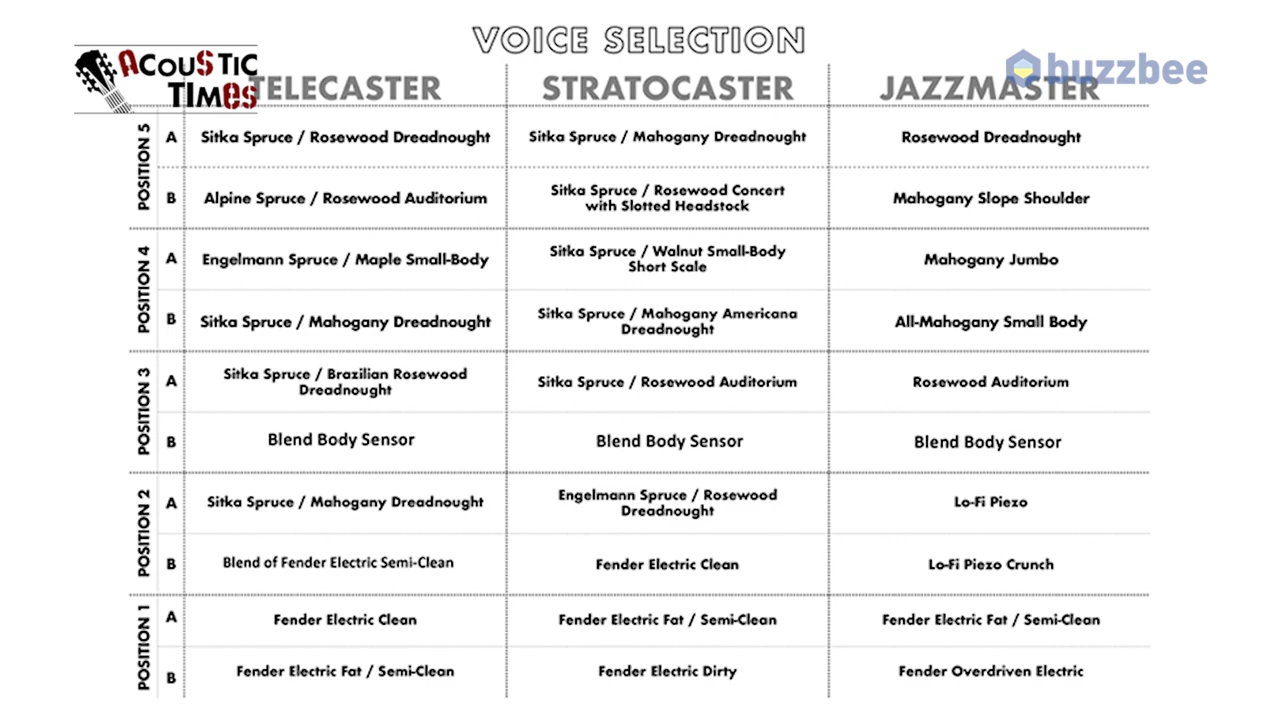 VOICE SELECTION
ACOUSTIC
TIMES
huzzbee
TELECASTER STRATOCASTER JAZZMASTER
POSITION 5
A Sitka Spruce / Rosewood Dreadnought Sitka Spruce / Mahogany Dreadnought Rosewood Dreadnought
B Alpine Spruce / Rosewood Auditorium Sitka Spruce / Rosewood Concert
with Slotted Headstock Mahogany Slope Shoulder
POSITION 4
A Engelmann Spruce / Maple Small-Body Sitka Spruce / Walnut Small-Body
Short Scale Mahogany Jumbo
B Sitka Spruce / Mahogany Dreadnought Sitka Spruce / Mahogany Americana
Dreadnought All-Mahogany Small Body
POSITION 3
A Sitka Spruce / Brazilian Rosewood
Dreadnought Sitka Spruce / Rosewood Auditorium Rosewood Auditorium
B Blend Body Sensor Blend Body Sensor Blend Body Sensor
POSITION 2
A Sitka Spruce / Mahogany Dreadnought Engelmann Spruce / Rosewood
Dreadnought Lo-Fi Piezo
B Blend of Fender Electric Semi-Clean Fender Electric Clean Lo-Fi Piezo Crunch
POSITION 1
A Fender Electric Clean Fender Electric Fat / Semi-Clean Fender Electric Fat / Semi-Clean
B Fender Electric Fat / Semi-Clean Fender Electric Dirty Fender Overdriven Electric